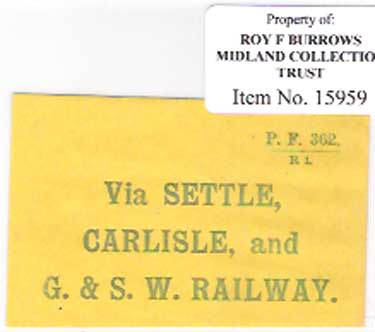 Property of:
ROY F BURROWS
MIDLAND COLLECTIO
TRUST
Item No. 15959
P. F. 362.
R 1.
Via SETTLE,
CARLISLE, and
G. & S. W. RAILWAY.